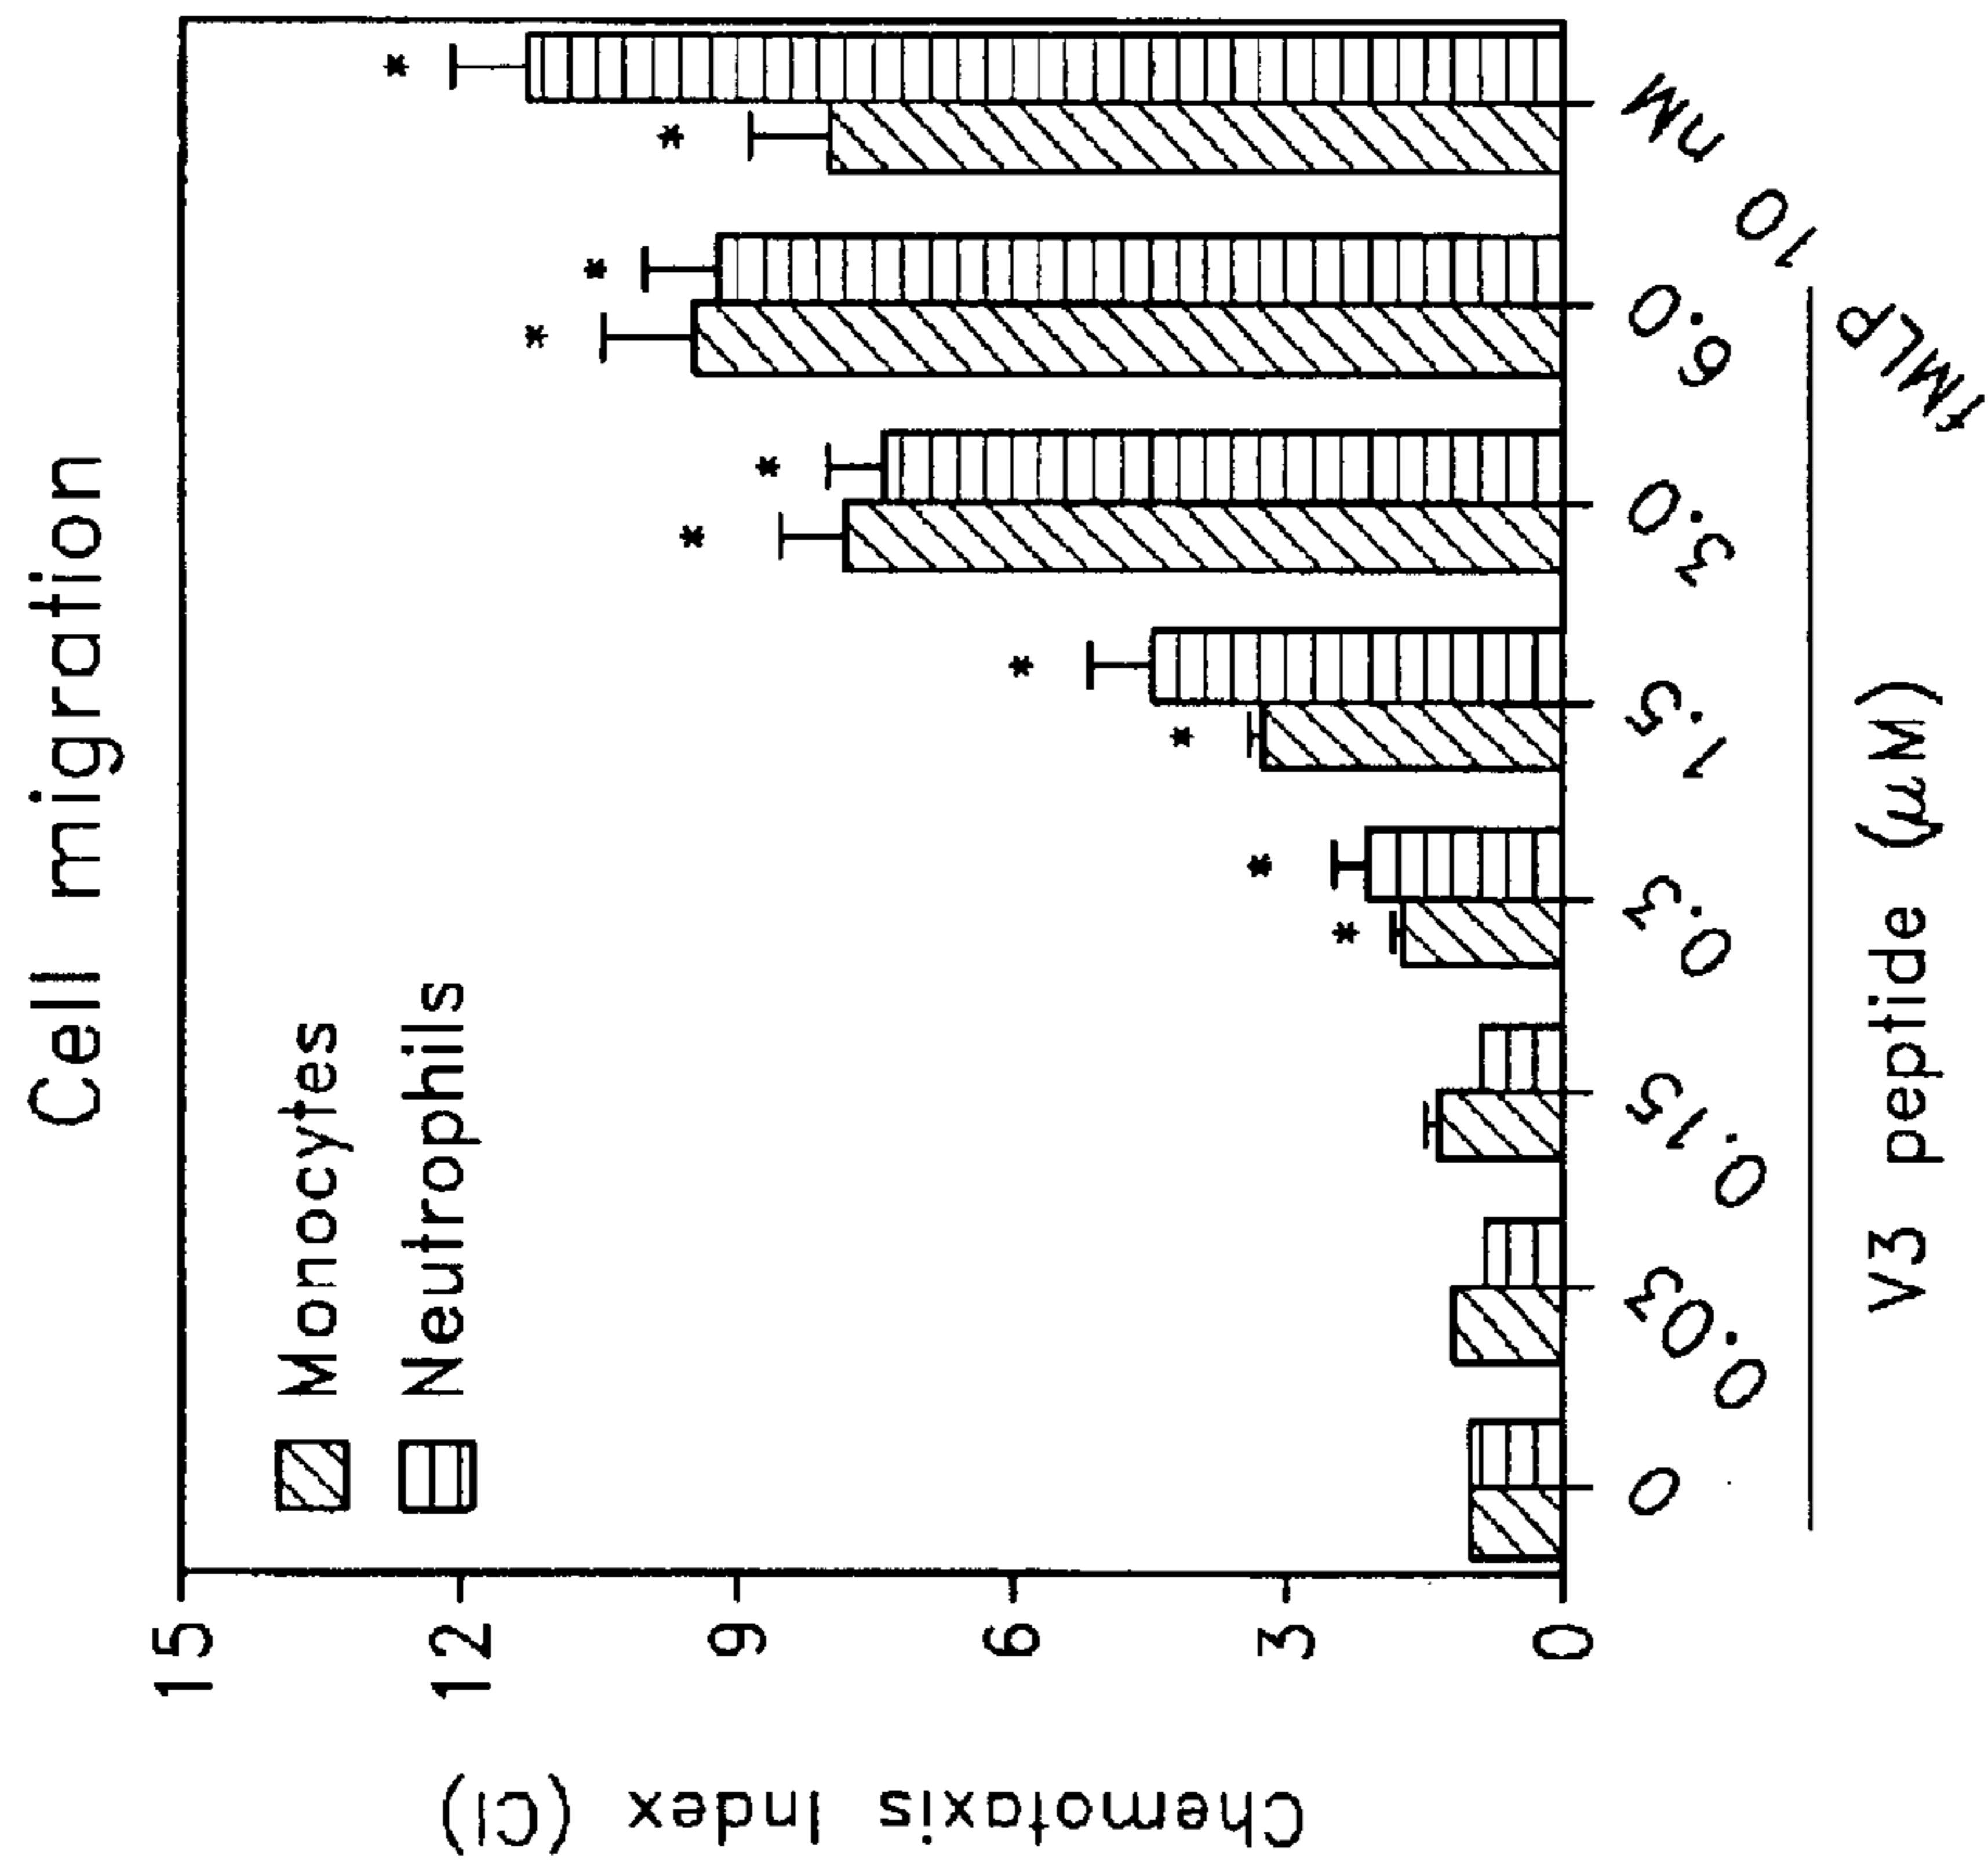 Cell migration
Monocytes
Neutrophils
Chemotaxis Index (CI)
15
12
9
6
3
0
* *
* *
* *
* *
* *
0 0.03 0.15 0.3 1.5 3.0 6.0 fMLP 10 nM
V3 peptide (μM)